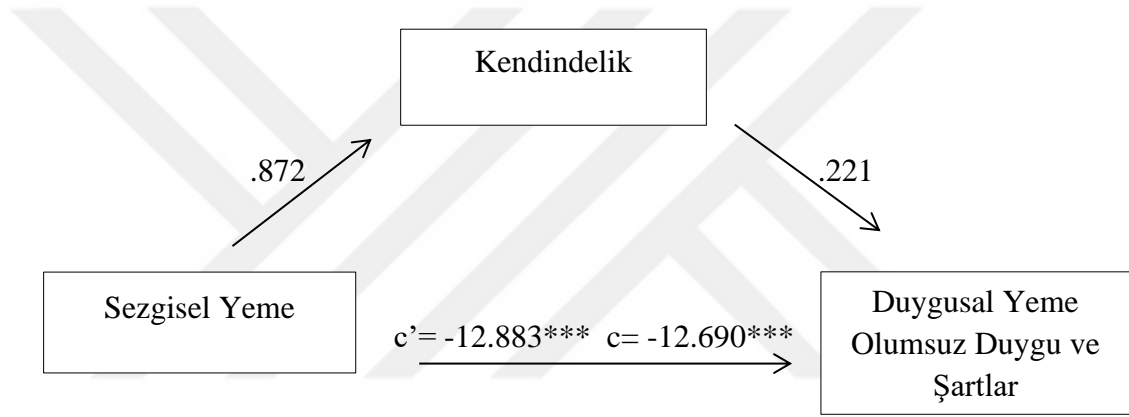 Kendindelik
.872
.221
Sezgisel Yeme
c’= -12.883*** c= -12.690***
Duygusal Yeme
Olumsuz Duygu ve
Şartlar